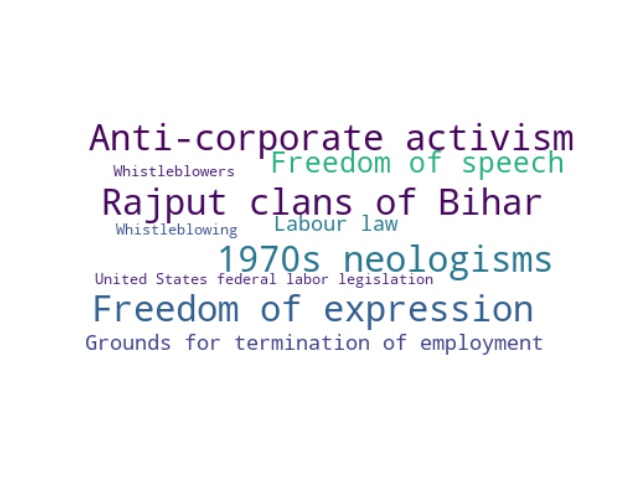 Anti-corporate activism
Freedom of speech
Whistleblowers
Rajput clans of Bihar
Labour law
Whistleblowing
1970s neologisms
United States federal labor legislation
Freedom of expression
Grounds for termination of employment